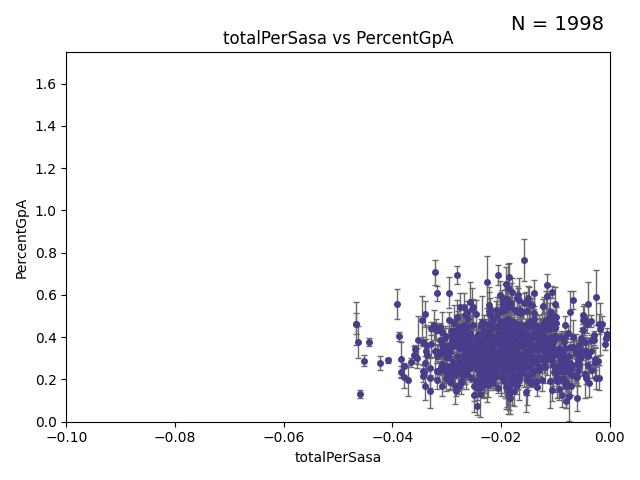 N = 1998
totalPerSasa vs PercentGpA
1.6
1.4
1.2
1.0
0.8
0.6
0.4
0.2
0.0
PercentGpA
−0.10 −0.08 −0.06 −0.04 −0.02 0.00
totalPerSasa